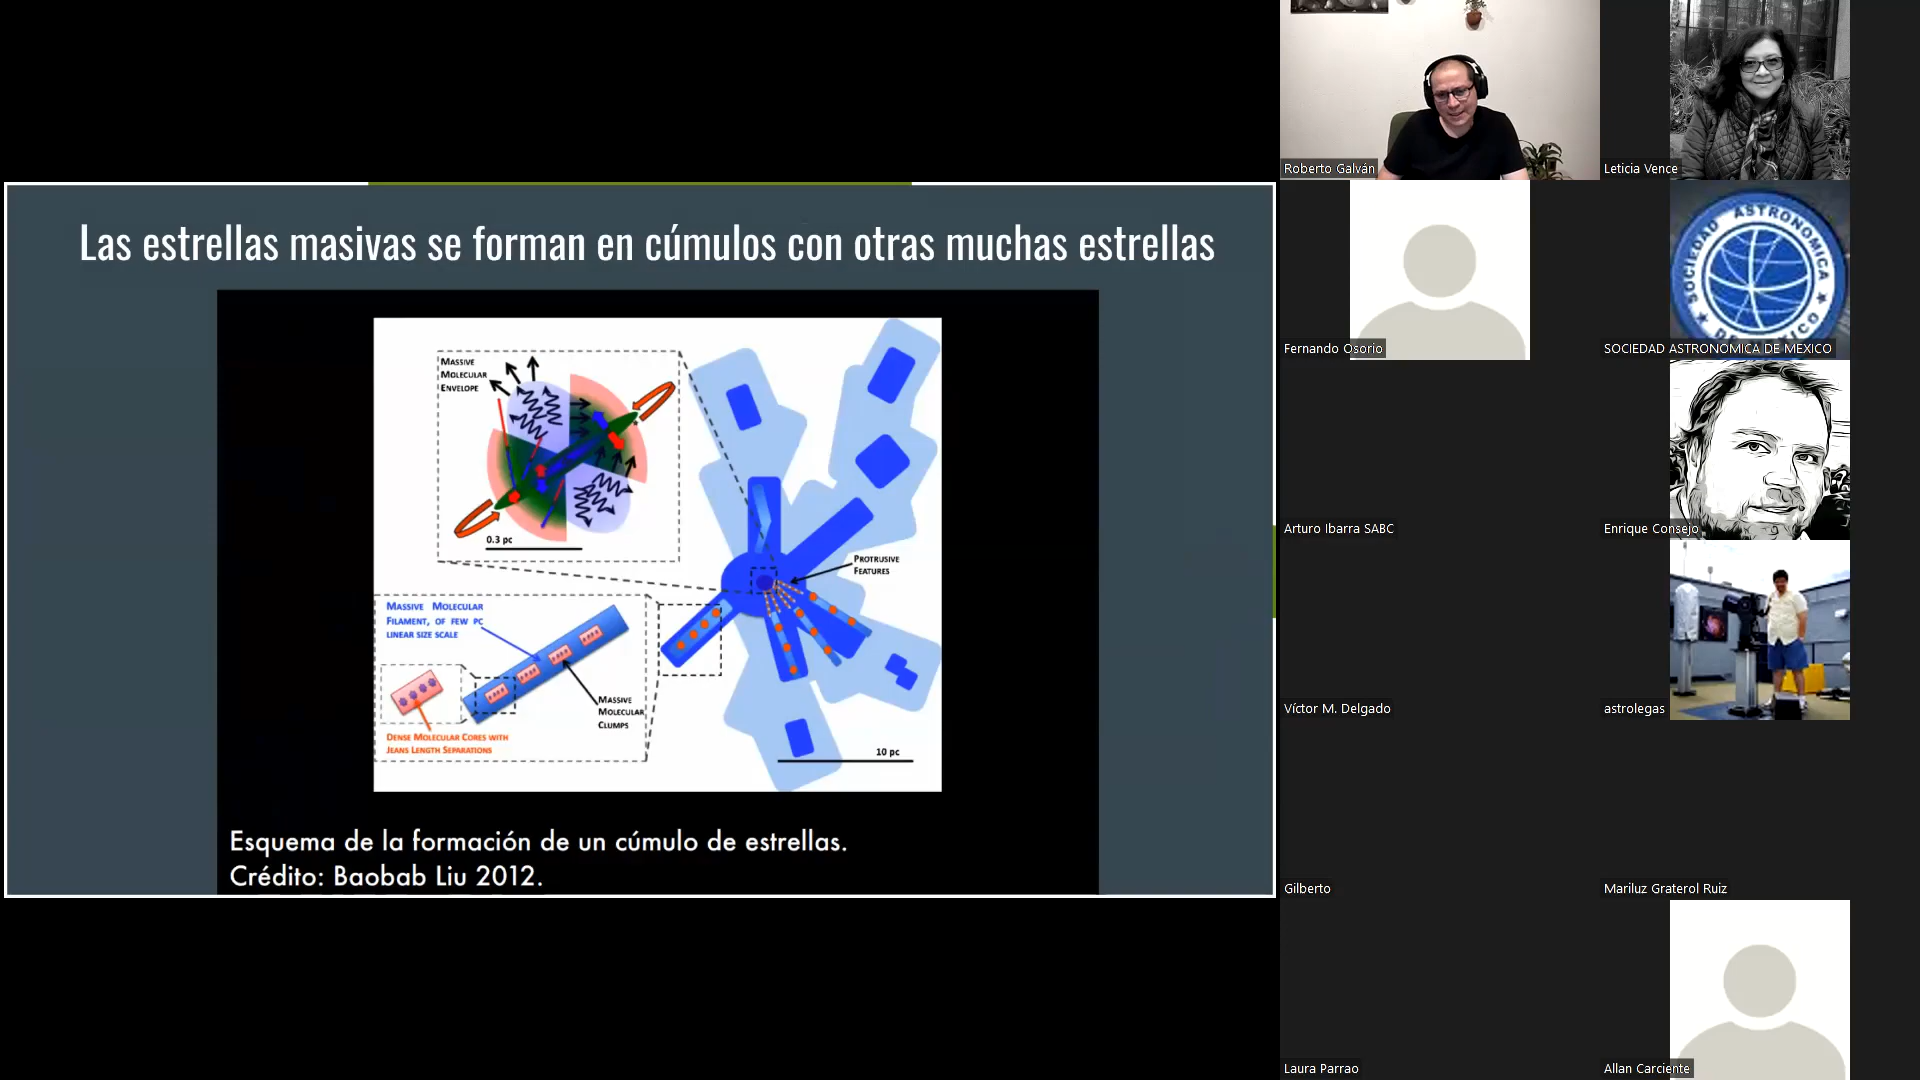 Las estrellas masivas se forman en cúmulos con otras muchas estrellas
MASSIVE
MOLECULAR
ENVELOPE
0.3 pc
PROTRUSIVE
FEATURES
MASSIVE MOLECULAR
FILAMENT, OF FEW PC
LINEAR SIZE SCALE
MASSIVE
MOLECULAR
CLUMPS
DENSE MOLECULAR CORES WITH
JEANS LENGTH SEPARATIONS
10 pc
Esquema de la formación de un cúmulo de estrellas.
Crédito: Baobab Liu 2012.
Roberto Galván
Leticia Vence
Fernando Osorio
SOCIEDAD ASTRONOMICA
SOCIEDAD ASTRONOMICA DE MEXICO
Arturo Ibarra SABC
Enrique Consejo
Víctor M. Delgado
astrolegas
Gilberto
Mariluz Graterol Ruiz
Laura Parrao
Allan Carciente